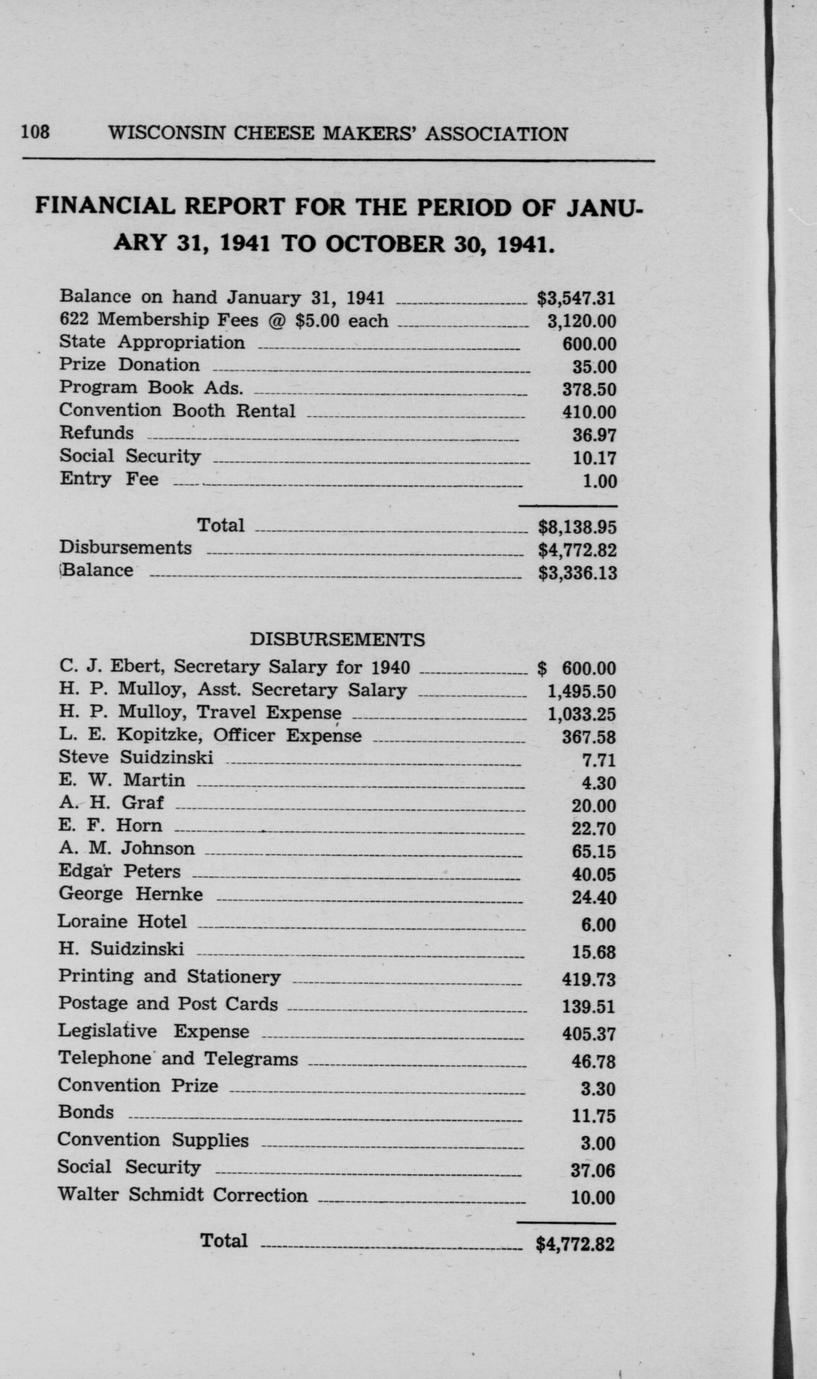 108 WISCONSIN CHEESE MAKERS' ASSOCIATION
FINANCIAL REPORT FOR THE PERIOD OF JANU-
ARY 31, 1941 TO OCTOBER 30, 1941.
Balance on hand January 31, 1941 $3,547.31
622 Membership Fees @ $5.00 each 3,120.00
State Appropriation 600.00
Prize Donation 35.00
Program Book Ads. 378.50
Convention Booth Rental 410.00
Refunds 36.97
Social Security 10.17
Entry Fee 1.00
Total $8,138.95
Disbursements $4,772.82
Balance $3,336.13
DISBURSEMENTS
C. J. Ebert, Secretary Salary for 1940 $ 600.00
H. P. Mulloy, Asst. Secretary Salary 1,495.50
H. P. Mulloy, Travel Expense 1,033.25
L. E. Kopitzke, Officer Expense 367.58
Steve Suidzinski 7.71
E. W. Martin 4.30
A. H. Graf 20.00
E. F. Horn 22.70
A. M. Johnson 65.15
Edgar Peters 40.05
George Hernke 24.40
Loraine Hotel 6.00
H. Suidzinski 15.68
Printing and Stationery 419.73
Postage and Post Cards 139.51
Legislative Expense 405.37
Telephone and Telegrams 46.78
Convention Prize 3.30
Bonds 11.75
Convention Supplies 3.00
Social Security 37.06
Walter Schmidt Correction 10.00
Total $4,772.82